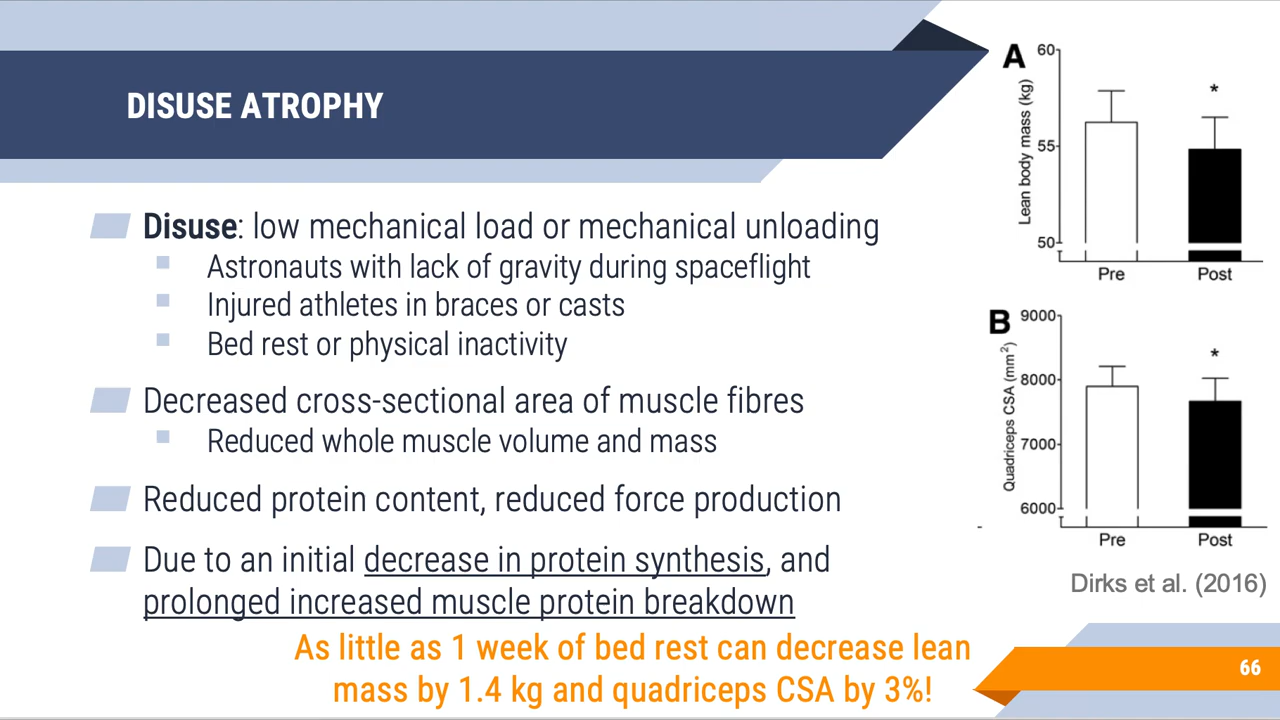 DISUSE ATROPHY
Disuse: low mechanical load or mechanical unloading
Astronauts with lack of gravity during spaceflight
Injured athletes in braces or casts
Bed rest or physical inactivity
Decreased cross-sectional area of muscle fibres
Reduced whole muscle volume and mass
Reduced protein content, reduced force production
Due to an initial decrease in protein synthesis, and
prolonged increased muscle protein breakdown
As little as 1 week of bed rest can decrease lean
mass by 1.4 kg and quadriceps CSA by 3%!
A
Lean body mass (kg)
60
55
50
*
Pre
Post
B
Quadriceps CSA (mm²)
9000
8000
7000
6000
*
Pre
Post
Dirks et al. (2016)
66